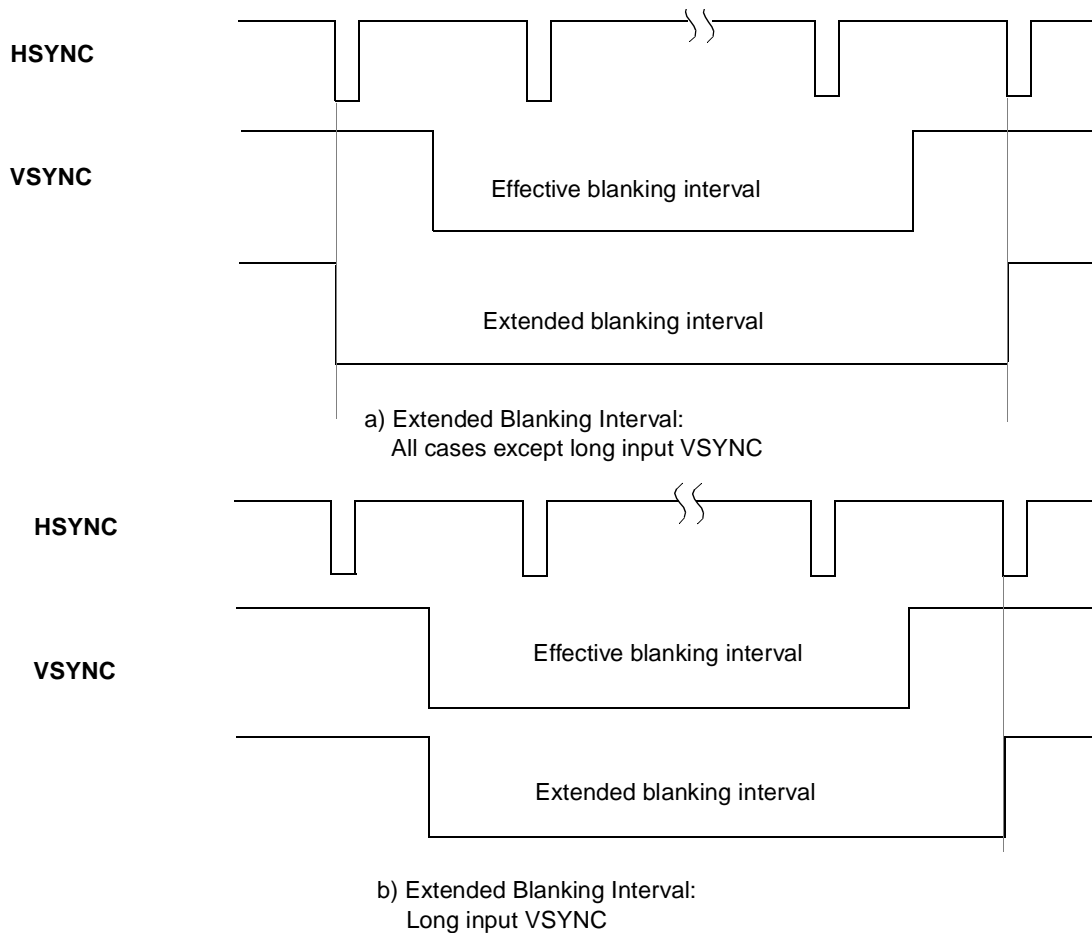 HSYNC
VSYNC
Effective blanking interval
Extended blanking interval
a) Extended Blanking Interval:
All cases except long input VSYNC
HSYNC
VSYNC
Effective blanking interval
Extended blanking interval
b) Extended Blanking Interval:
Long input VSYNC